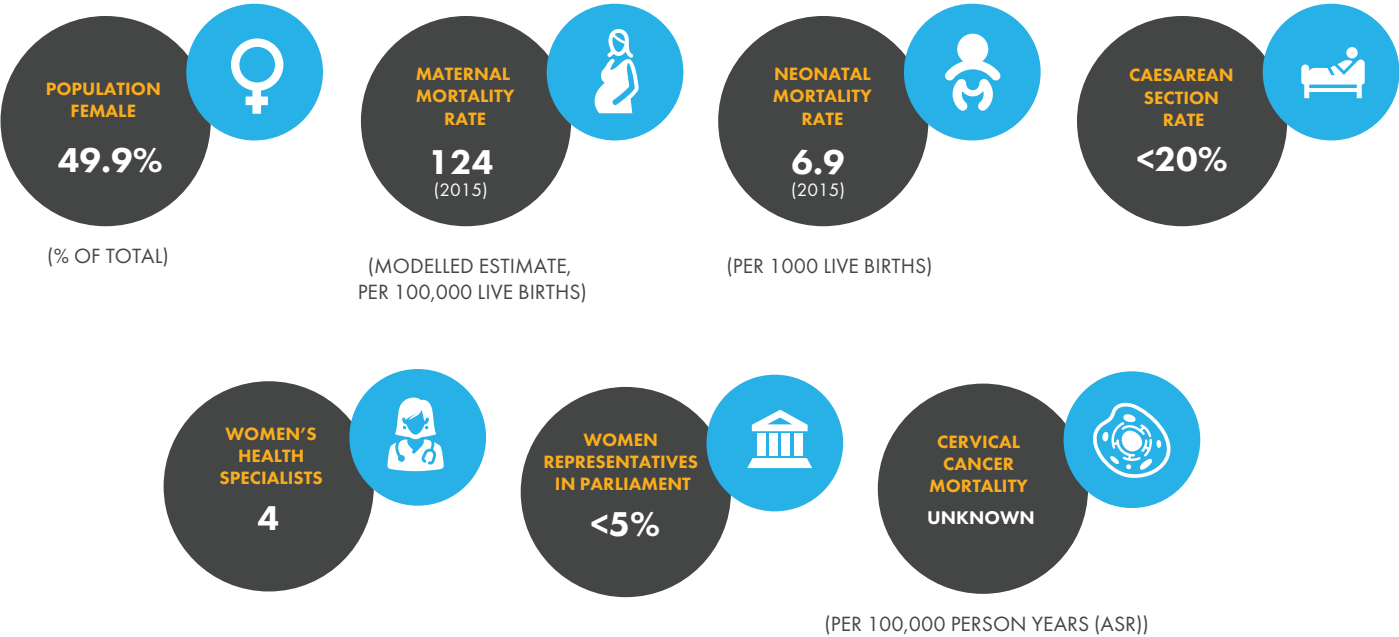 POPULATION
FEMALE
49.9%
(% OF TOTAL)
MATERNAL
MORTALITY
RATE
124
(2015)
(MODELLED ESTIMATE,
PER 100,000 LIVE BIRTHS)
NEONATAL
MORTALITY
RATE
6.9
(2015)
(PER 1000 LIVE BIRTHS)
CAESAREAN
SECTION
RATE
<20%
WOMEN'S
HEALTH
SPECIALISTS
4
WOMEN
REPRESENTATIVES
IN PARLIAMENT
<5%
CERVICAL
CANCER
MORTALITY
UNKNOWN
(PER 100,000 PERSON YEARS (ASR))